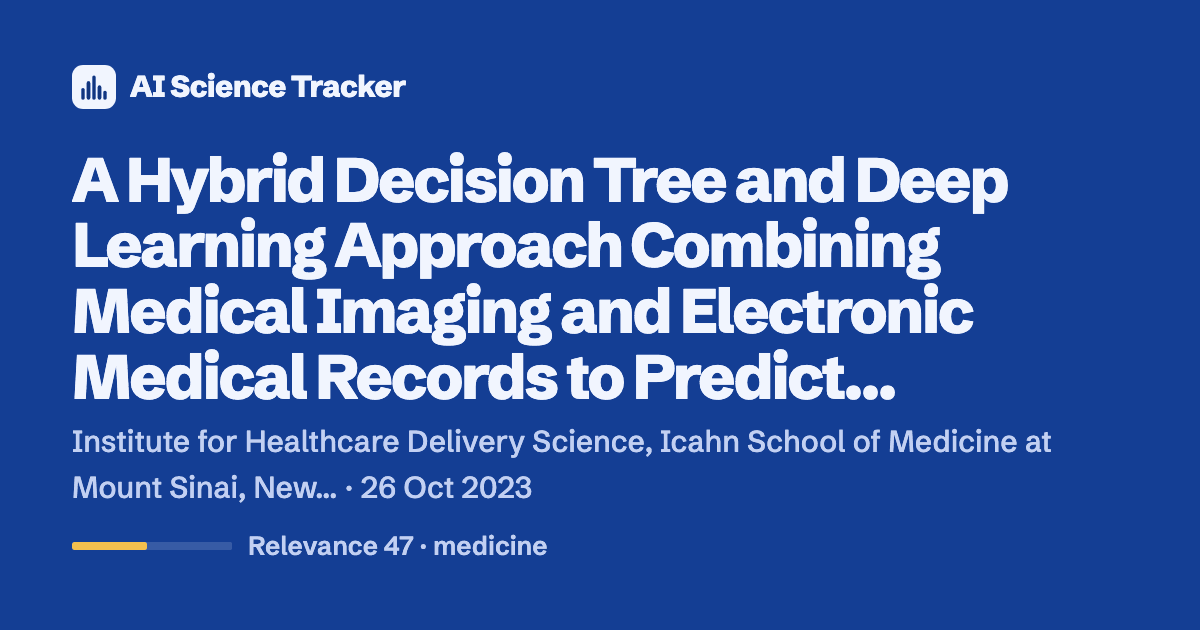 AI Science Tracker
A Hybrid Decision Tree and Deep
Learning Approach Combining
Medical Imaging and Electronic
Medical Records to Predict...
Institute for Healthcare Delivery Science, Icahn School of Medicine at
Mount Sinai, New... · 26 Oct 2023
Relevance 47 · medicine